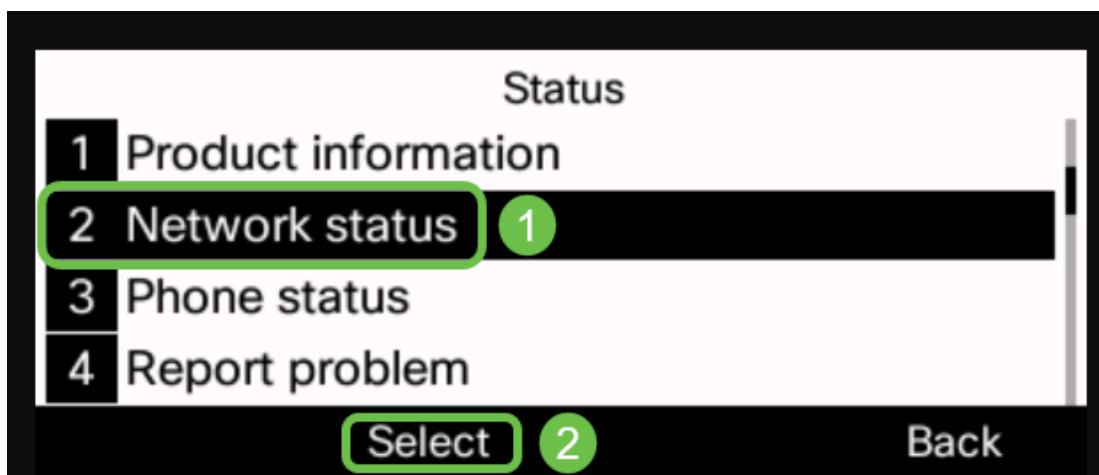 Status
1 Product information
2 Network status 1
3 Phone status
4 Report problem
Select 2 Back